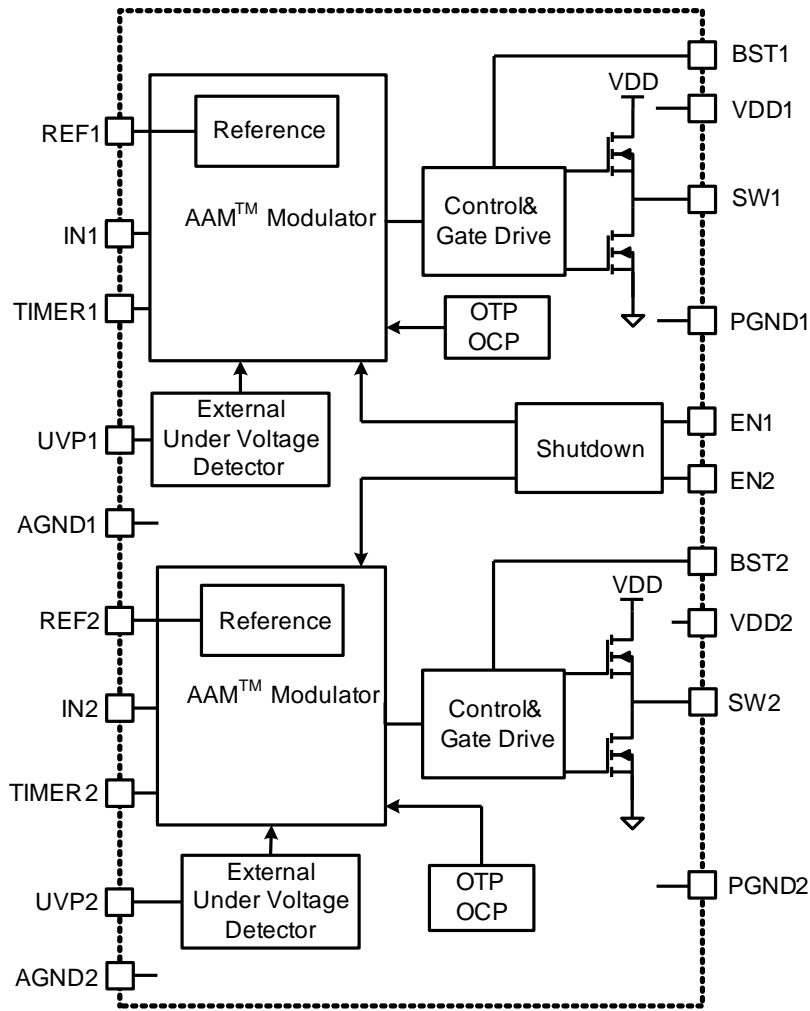 BST1
VDD
VDD1
REF1
Reference
AAM™ Modulator
Control&
Gate Drive
SW1
IN1
TIMER1
OTP
OCP
PGND1
External
Under Voltage
Detector
UVP1
Shutdown
EN1
EN2
AGND1
BST2
VDD
VDD2
REF2
Reference
AAM™ Modulator
Control&
Gate Drive
SW2
IN2
TIMER2
External
Under Voltage
Detector
OTP
OCP
UVP2
PGND2
AGND2